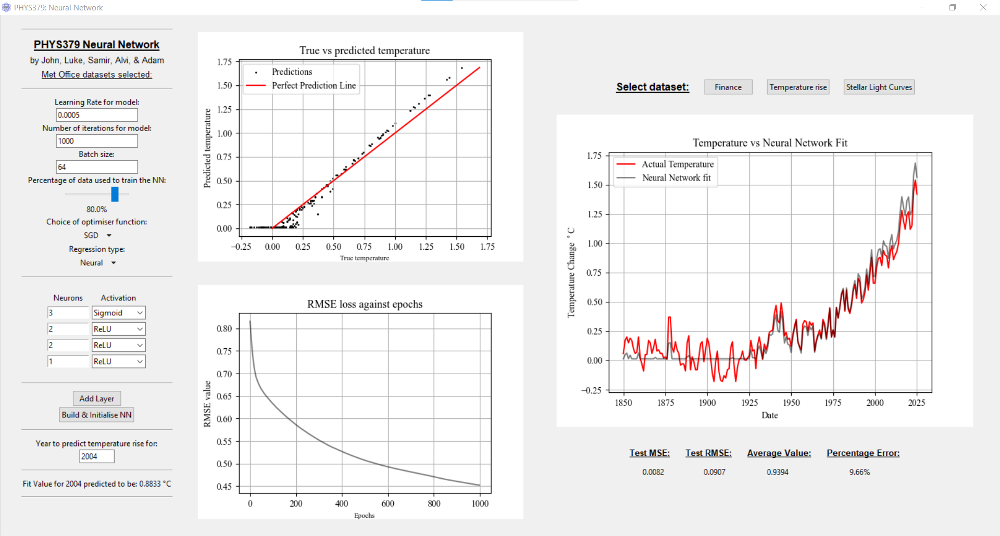 PHYS379: Neural Network
PHYS379 Neural Network
by John, Luke, Samir, Alvi, & Adam
Met Office datasets selected:
Learning Rate for model:
0.0005
Number of iterations for model:
1000
Batch size:
64
Percentage of data used to train the NN:
80.0%
Choice of optimiser function:
SGD
Regression type:
Neural
Neurons Activation
3 Sigmoid
2 ReLU
2 ReLU
1 ReLU
Add Layer
Build & Initialise NN
Year to predict temperature rise for:
2004
Fit Value for 2004 predicted to be: 0.8833 °C
True vs predicted temperature
Predictions
Perfect Prediction Line
Predicted temperature
1.75
1.50
1.25
1.00
0.75
0.50
0.25
0.00
−0.25 0.00 0.25 0.50 0.75 1.00 1.25 1.50 1.75
True temperature
RMSE loss against epochs
RMSE value
0.80
0.75
0.70
0.65
0.60
0.55
0.50
0.45
0 200 400 600 800 1000
Epochs
Select dataset: Finance Temperature rise Stellar Light Curves
Temperature vs Neural Network Fit
Actual Temperature
Neural Network fit
Temperature Change °C
1.75
1.50
1.25
1.00
0.75
0.50
0.25
0.00
−0.25
1850 1875 1900 1925 1950 1975 2000 2025
Date
Test MSE: Test RMSE: Average Value: Percentage Error:
0.0082 0.0907 0.9394 9.66%